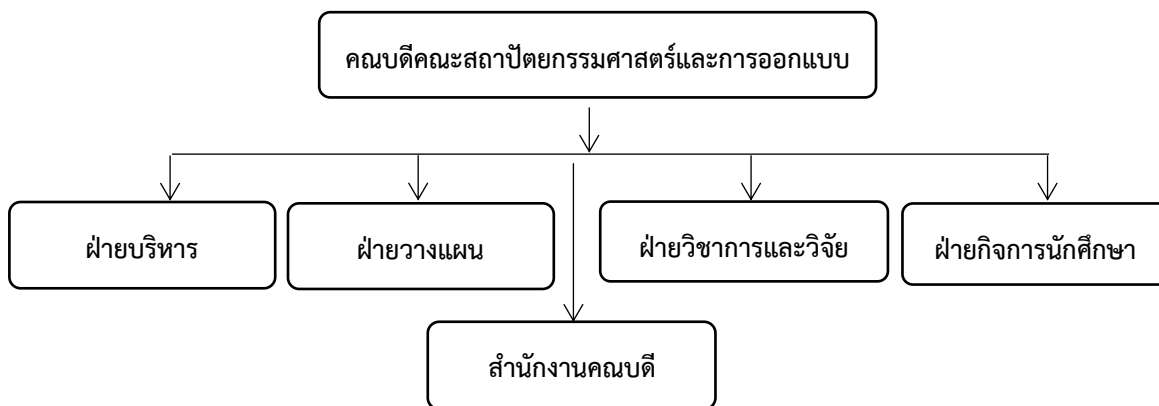 คณบดีคณะสถาปัตยกรรมศาสตร์และการออกแบบ
ฝ่ายบริหาร
ฝ่ายวางแผน
ฝ่ายวิชาการและวิจัย
ฝ่ายกิจการนักศึกษา
สำนักงานคณบดี